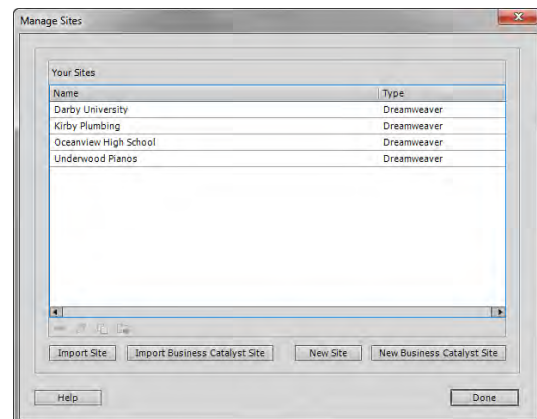 Manage Sites
Your Sites
Name Type
Darby University Dreamweaver
Kirby Plumbing Dreamweaver
Oceanview High School Dreamweaver
Underwood Pianos Dreamweaver
Import Site Import Business Catalyst Site New Site New Business Catalyst Site
Help Done